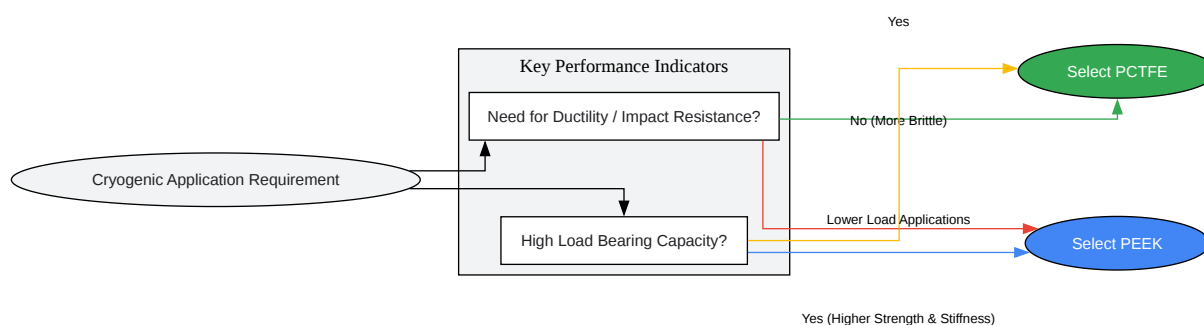 Yes
Key Performance Indicators
Select PCTFE
Need for Ductility / Impact Resistance?
No (More Brittle)
Cryogenic Application Requirement
Lower Load Applications
High Load Bearing Capacity?
Select PEEK
Yes (Higher Strength & Stiffness)